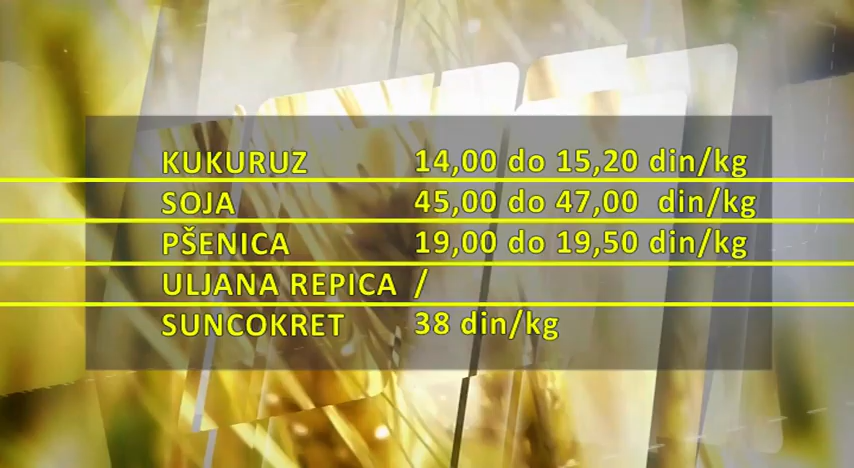 KUKURUZ 14,00 do 15,20 din/kg
SOJA 45,00 do 47,00 din/kg
PŠENICA 19,00 do 19,50 din/kg
ULJANA REPICA /
SUNCOKRET 38 din/kg